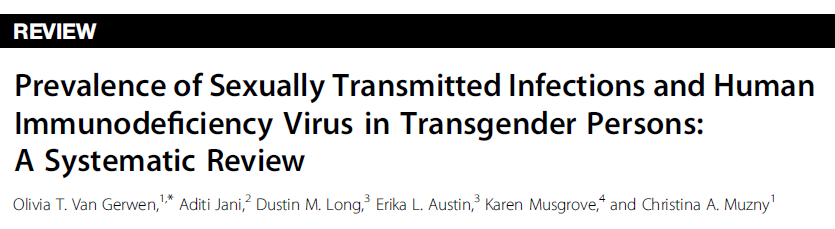 REVIEW
Prevalence of Sexually Transmitted Infections and Human
Immunodeficiency Virus in Transgender Persons:
A Systematic Review
Olivia T. Van Gerwen,1,* Aditi Jani,2 Dustin M. Long,3 Erika L. Austin,3 Karen Musgrove,4 and Christina A. Muzny1